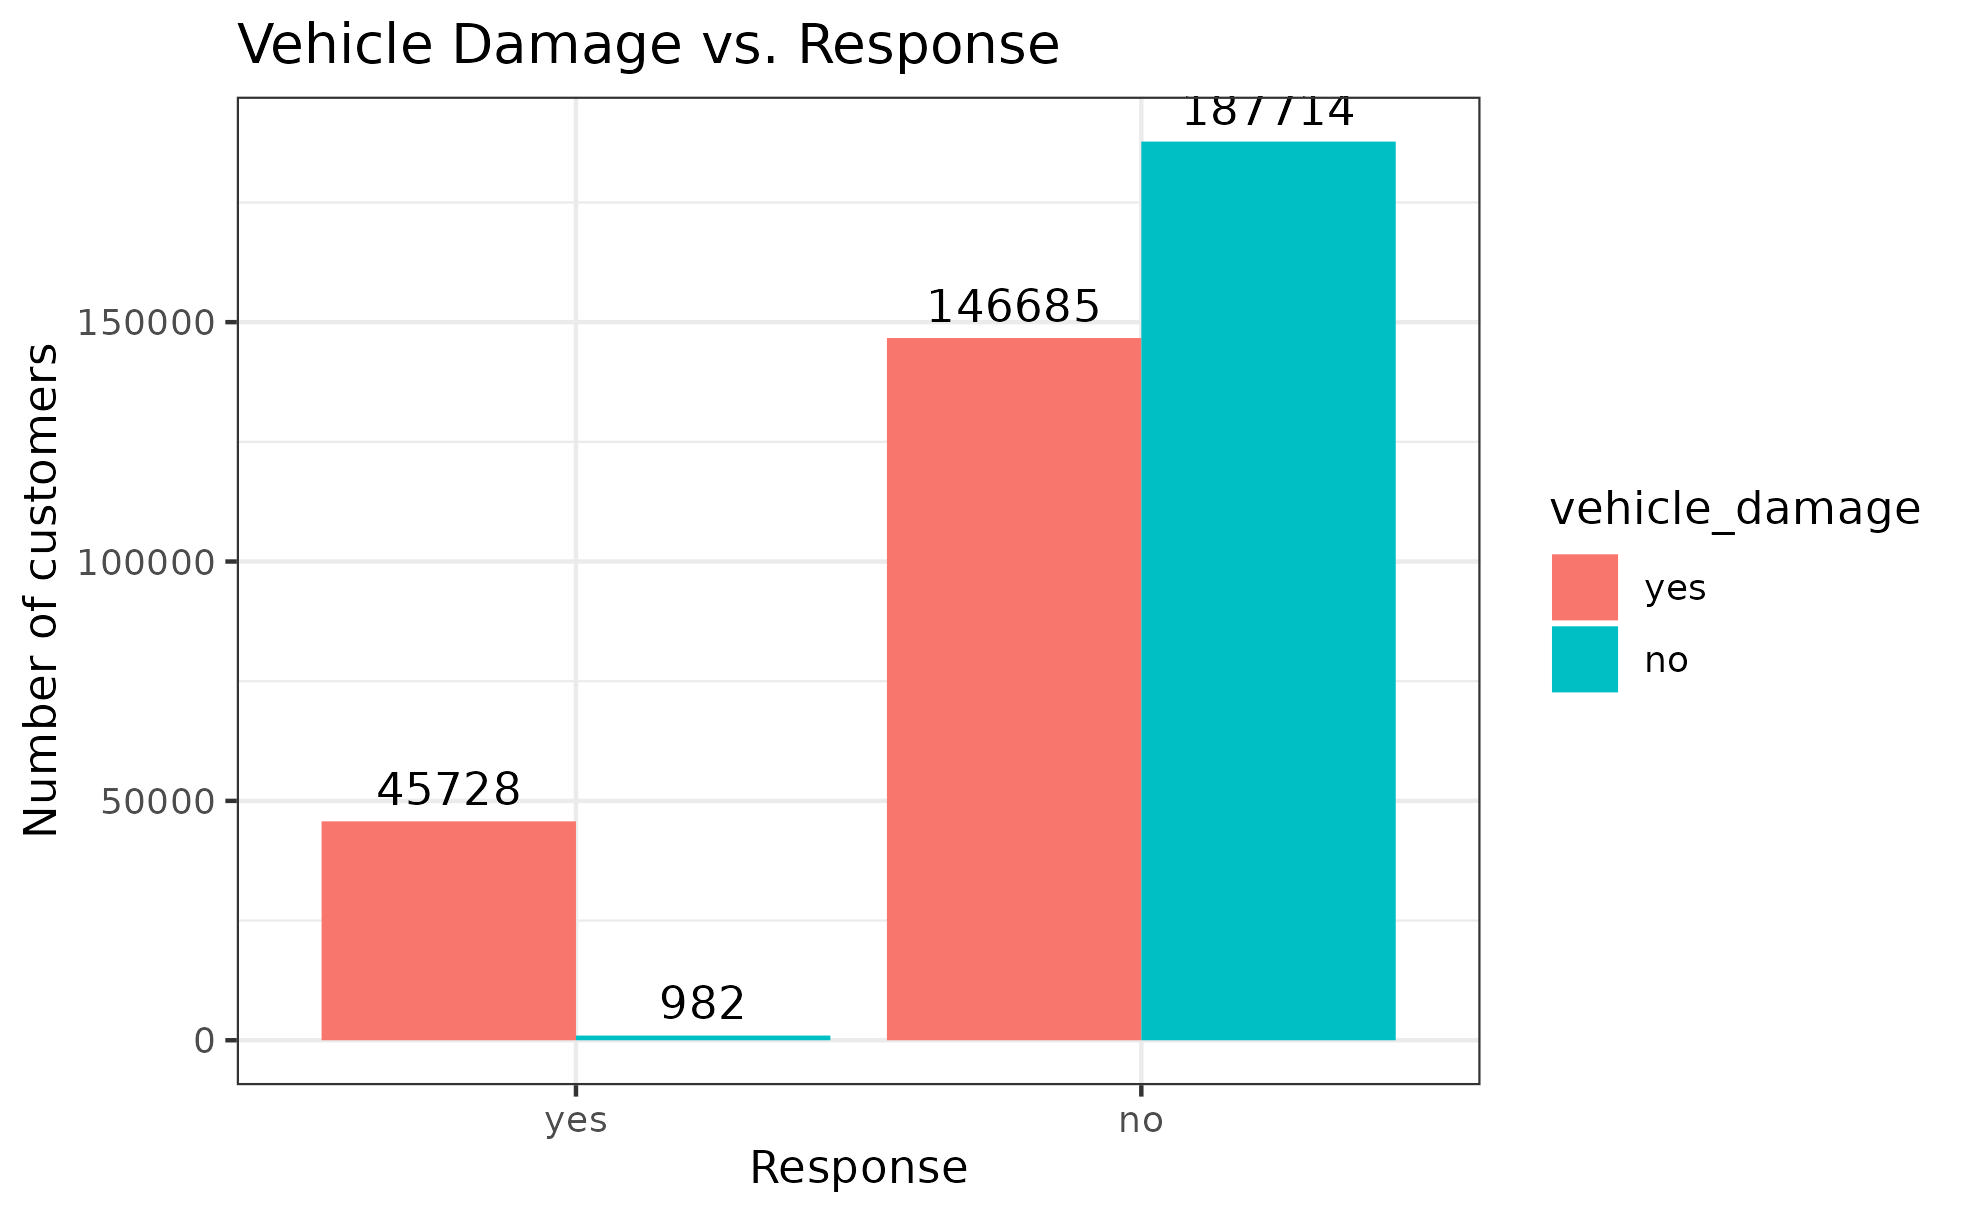 Vehicle Damage vs. Response
187714
146685
150000
100000
50000
0
45728
982
Number of customers
yes
no
Response
vehicle_damage
yes
no